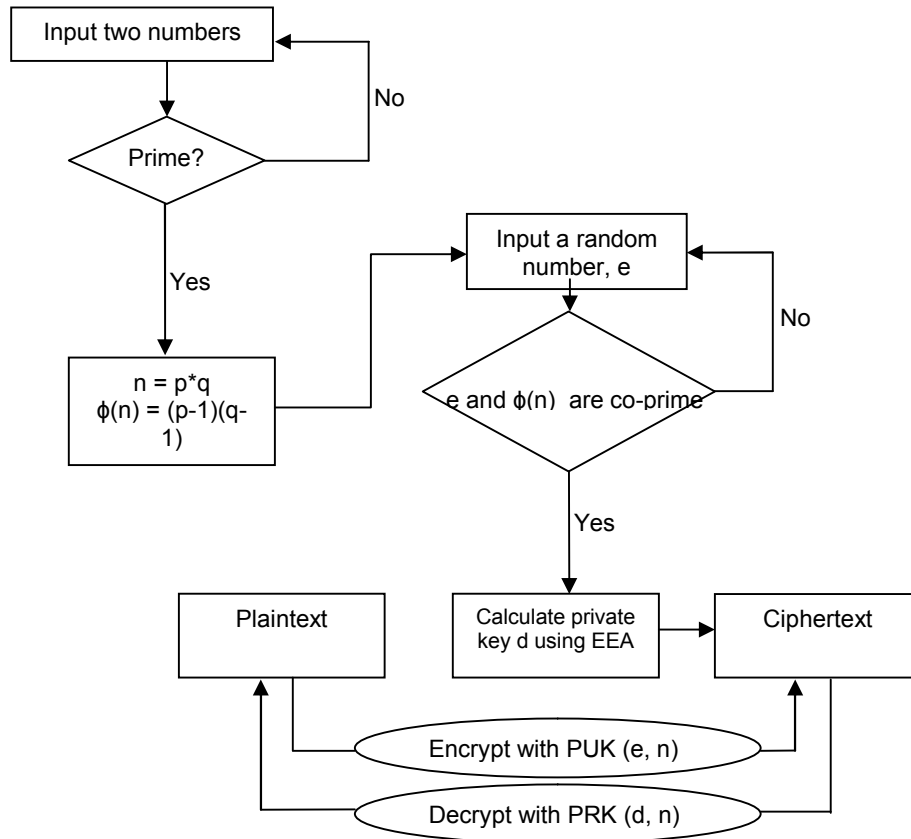 Input two numbers
No
Prime?
Yes
Input a random
number, e
No
n = p*q
ϕ(n) = (p-1)(q-
1)
e and ϕ(n) are co-prime
Yes
Plaintext
Calculate private
key d using EEA
Ciphertext
Encrypt with PUK (e, n)
Decrypt with PRK (d, n)